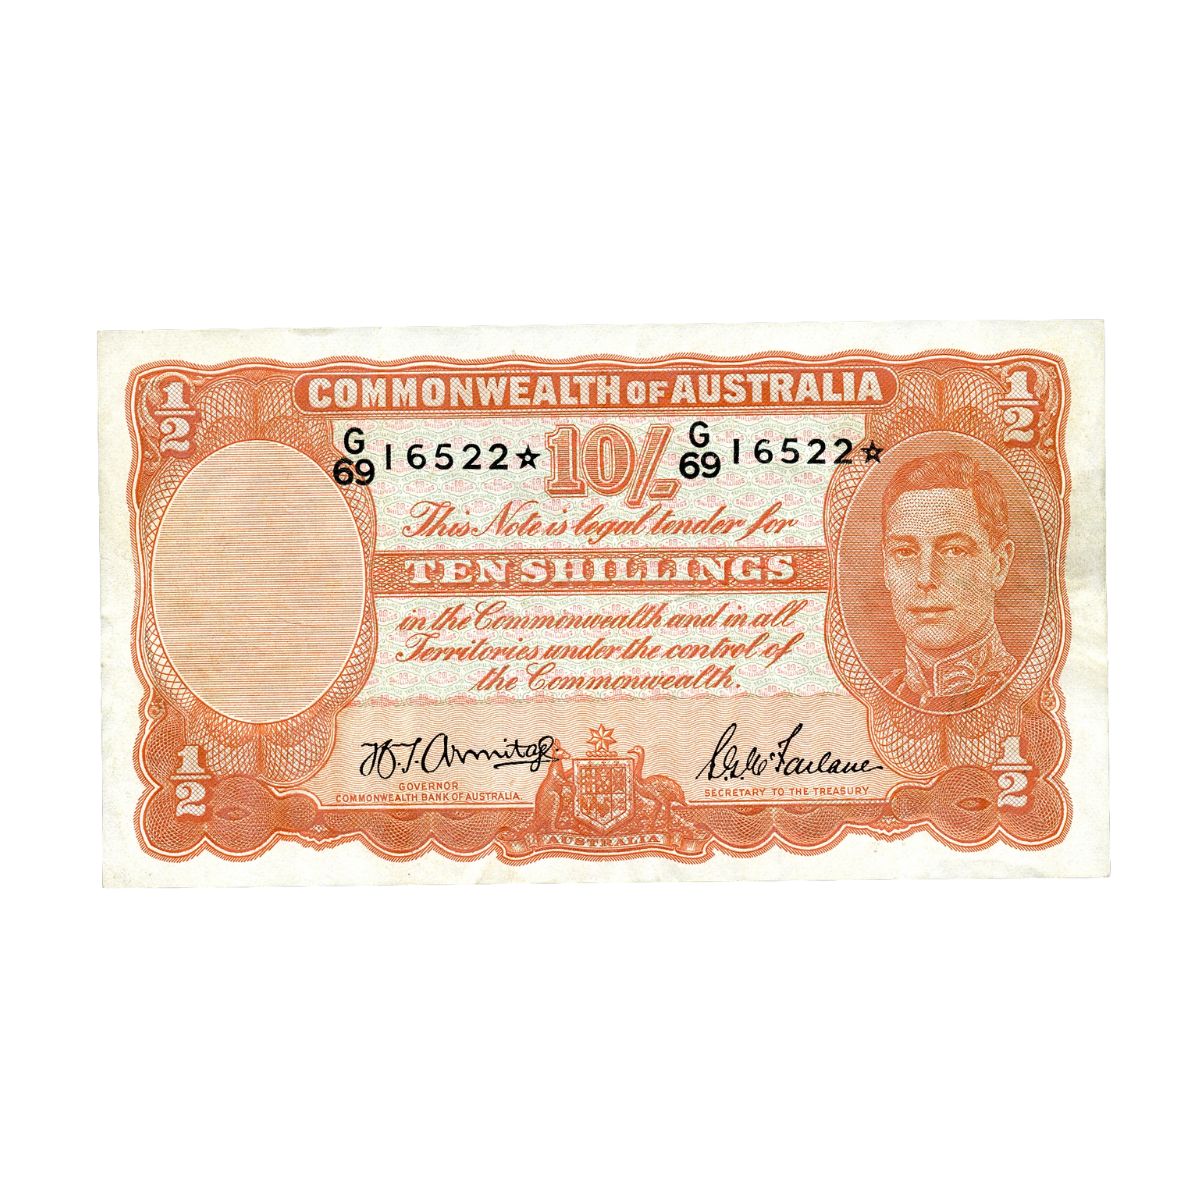 1/2 COMMONWEALTH OF AUSTRALIA 1/2
G/69 16522☆ 10/- G/69 16522☆
This Note is legal tender for
TEN SHILLINGS
in the Commonwealth and in all
Territories under the control of
the Commonwealth.
1/2 H.T. Armitage C.S. McFarlane 1/2
GOVERNOR
COMMONWEALTH BANK OF AUSTRALIA.
SECRETARY TO THE TREASURY
AUSTRALIA